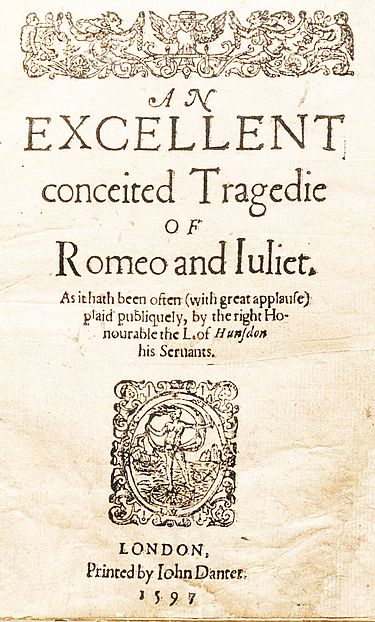 AN
EXCELLENT
conceited Tragedie
OF
Romeo and Iuliet.
As it hath been often (with great applauſe)
plaid publiquely, by the right Ho-
nourable the L. of Hunſdon
his Seruants.
LONDON,
Printed by Iohn Danter.
1597